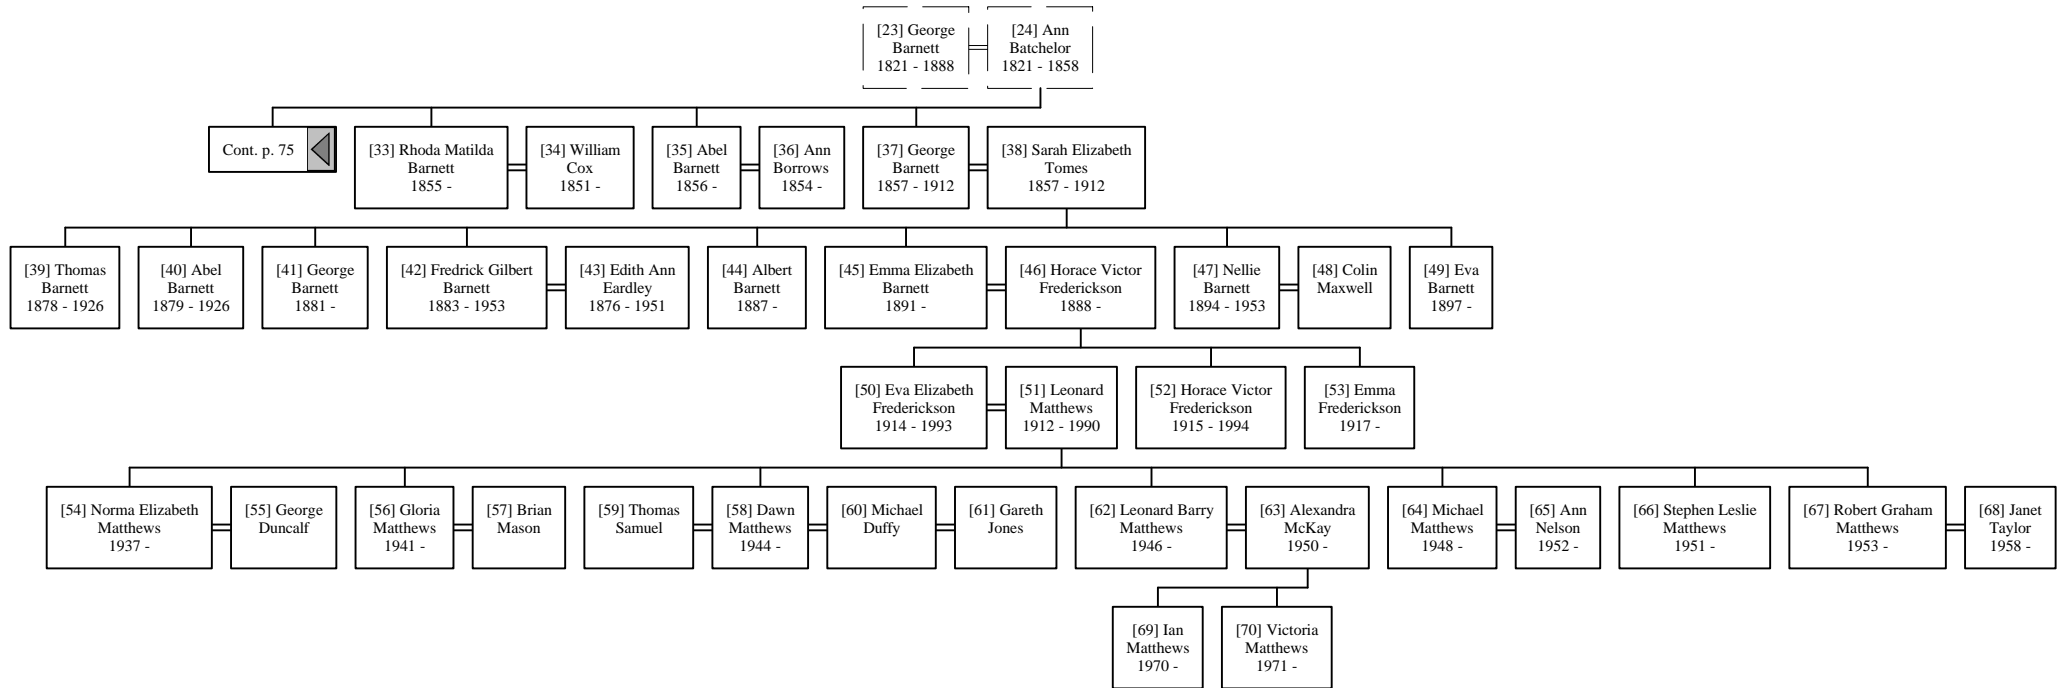 [23] George
Barnett
1821 - 1888
[24] Ann
Batchelor
1821 - 1858
Cont. p. 75
[33] Rhoda Matilda
Barnett
1855 -
[34] William
Cox
1851 -
[35] Abel
Barnett
1856 -
[36] Ann
Borrows
1854 -
[37] George
Barnett
1857 - 1912
[38] Sarah Elizabeth
Tomes
1857 - 1912
[39] Thomas
Barnett
1878 - 1926
[40] Abel
Barnett
1879 - 1926
[41] George
Barnett
1881 -
[42] Fredrick Gilbert
Barnett
1883 - 1953
[43] Edith Ann
Eardley
1876 - 1951
[44] Albert
Barnett
1887 -
[45] Emma Elizabeth
Barnett
1891 -
[46] Horace Victor
Frederickson
1888 -
[47] Nellie
Barnett
1894 - 1953
[48] Colin
Maxwell
[49] Eva
Barnett
1897 -
[50] Eva Elizabeth
Frederickson
1914 - 1993
[51] Leonard
Matthews
1912 - 1990
[52] Horace Victor
Frederickson
1915 - 1994
[53] Emma
Frederickson
1917 -
[54] Norma Elizabeth
Matthews
1937 -
[55] George
Duncalf
[56] Gloria
Matthews
1941 -
[57] Brian
Mason
[59] Thomas
Samuel
[58] Dawn
Matthews
1944 -
[60] Michael
Duffy
[61] Gareth
Jones
[62] Leonard Barry
Matthews
1946 -
[63] Alexandra
McKay
1950 -
[64] Michael
Matthews
1948 -
[65] Ann
Nelson
1952 -
[66] Stephen Leslie
Matthews
1951 -
[67] Robert Graham
Matthews
1953 -
[68] Janet
Taylor
1958 -
[69] Ian
Matthews
1970 -
[70] Victoria
Matthews
1971 -